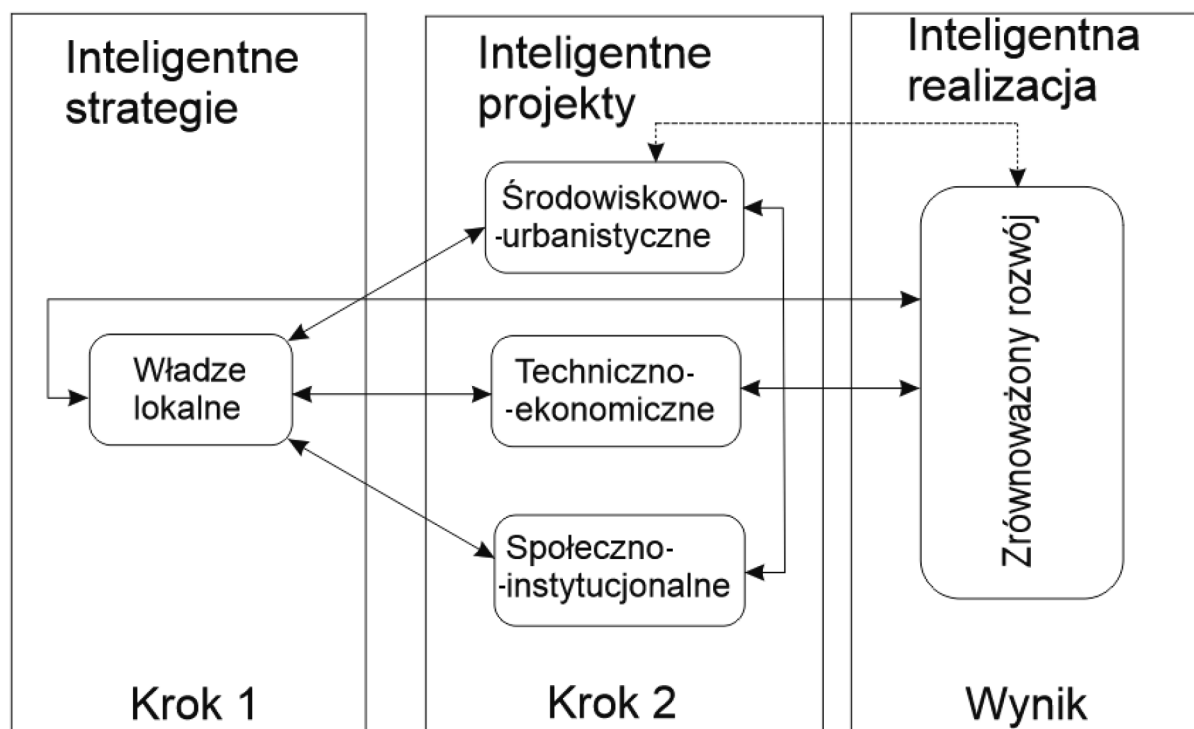 Inteligentne
strategie
Władze
lokalne
Krok 1
Inteligentne
projekty
Środowiskowo-
-urbanistyczne
Techniczno-
-ekonomiczne
Społeczno-
-instytucjonalne
Krok 2
Inteligentna
realizacja
Zrównoważony rozwój
Wynik